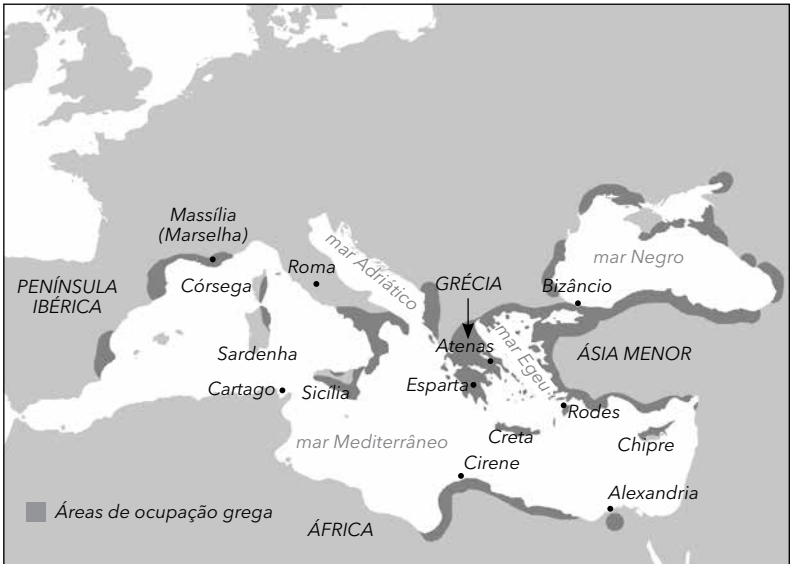 Massília
(Marselha)
mar Adriático
mar Negro
PENÍNSULA
IBÉRICA
Córsega
Roma
GRÉCIA
Bizâncio
Atenas
mar Egeu
ÁSIA MENOR
Sardenha
Cartago
Sicília
Esparta
Rodes
Creta
Chipre
mar Mediterrâneo
Cirene
Alexandria
Áreas de ocupação grega
ÁFRICA